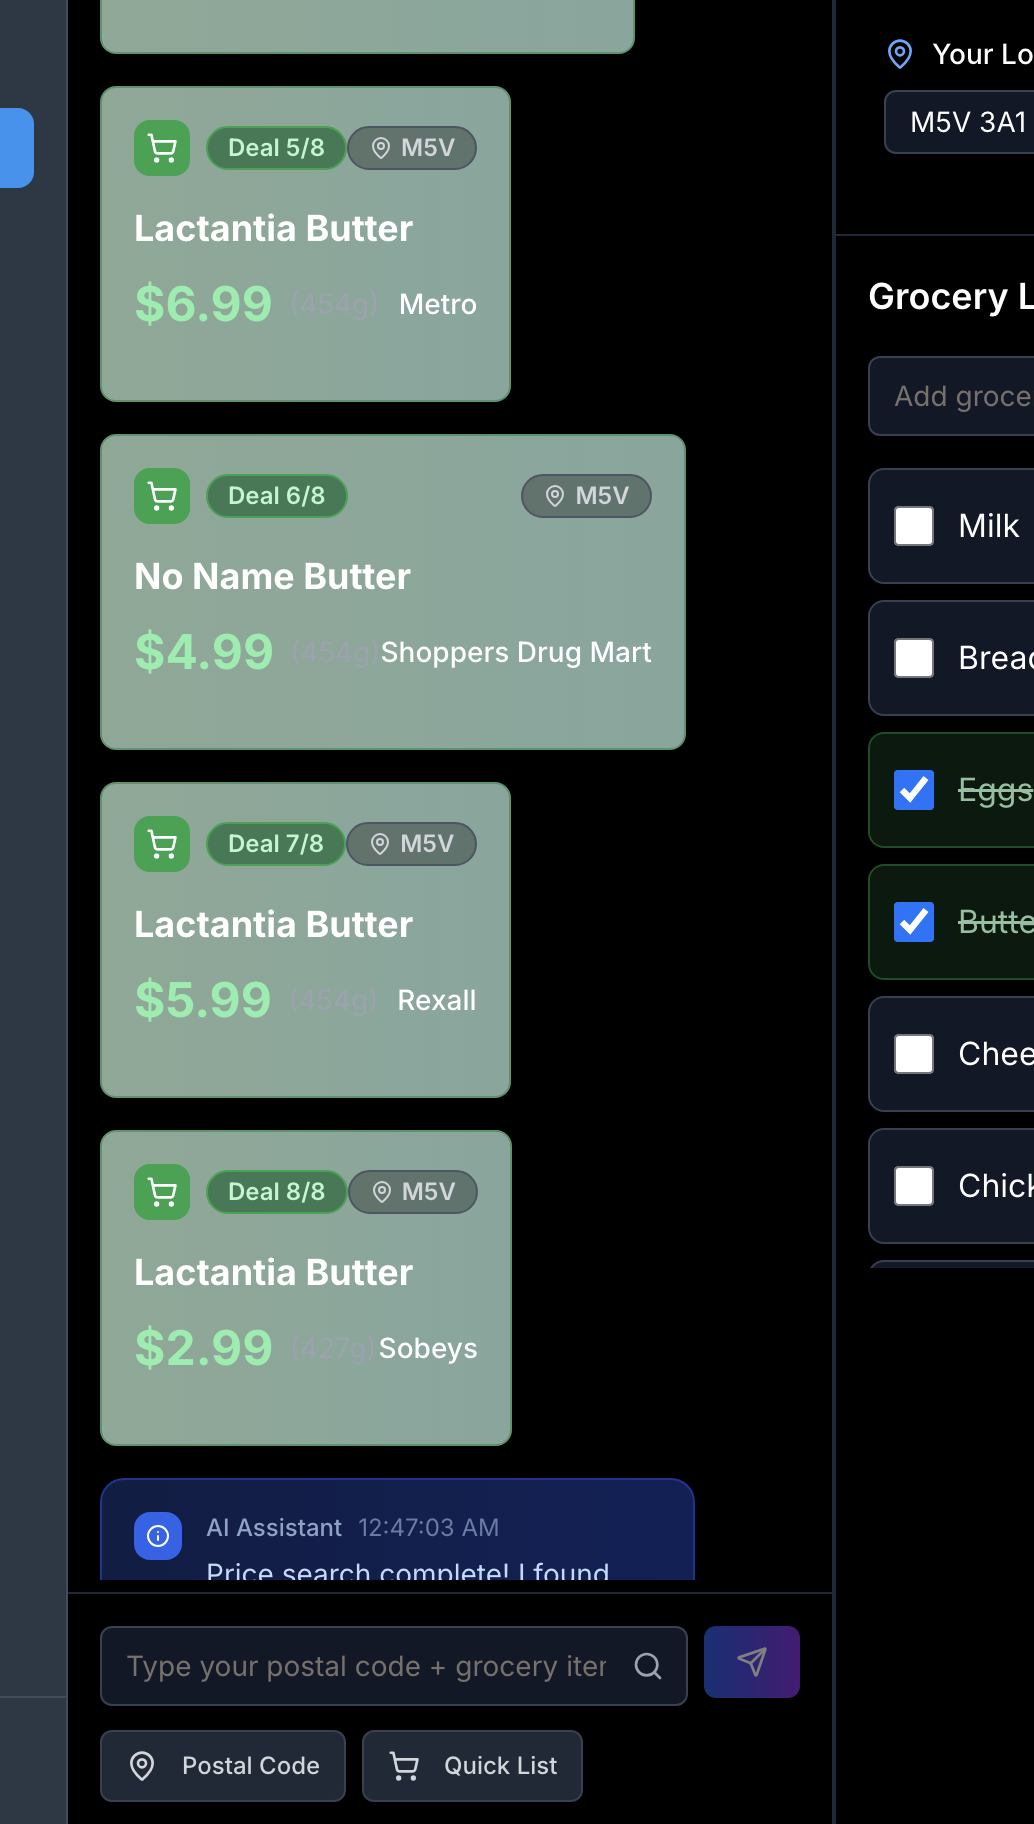 Deal 5/8 M5V
Lactantia Butter
$6.99 (454g) Metro
Deal 6/8 M5V
No Name Butter
$4.99 (454g) Shoppers Drug Mart
Deal 7/8 M5V
Lactantia Butter
$5.99 (454g) Rexall
Deal 8/8 M5V
Lactantia Butter
$2.99 (427g) Sobeys
AI Assistant 12:47:03 AM
Price search complete! I found
Type your postal code + grocery iter
Postal Code Quick List
Your Lo
M5V 3A1
Grocery L
Add groce
Milk
Brea
Eggs
Butte
Chee
Chick